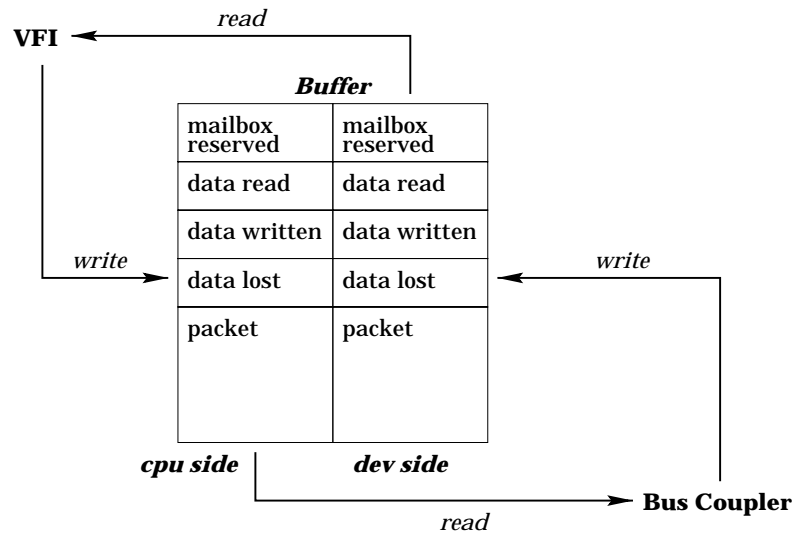 read
VFI
Buffer
mailbox
reserved
mailbox
reserved
data read
data read
data written
data written
write
write
data lost
data lost
packet
packet
cpu side
dev side
Bus Coupler
read